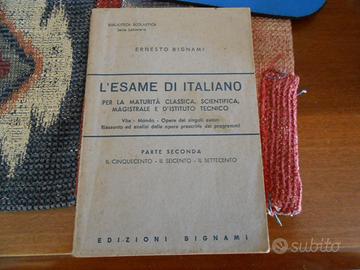 BIBLIOTECA SCOLASTICA
Serie Letteraria
ERNESTO BIGNAMI
L'ESAME DI ITALIANO
PER LA MATURITÀ CLASSICA, SCIENTIFICA,
MAGISTRALE E D'ISTITUTO TECNICO
Vita - Mondo - Opere dei singoli autori
Riassunto ed analisi delle opere prescritte dai programmi
PARTE SECONDA
IL CINQUECENTO - IL SEICENTO - IL SETTECENTO
EDIZIONI BIGNAMI
subito